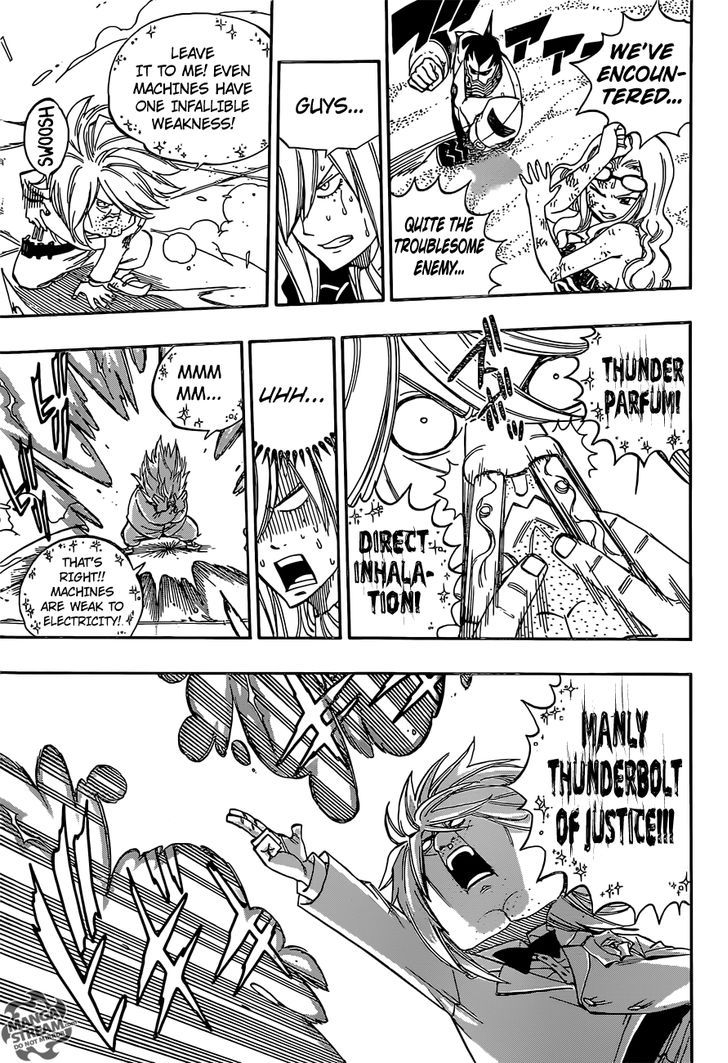 WE'VE
ENCOUN-
TERED...
QUITE THE
TROUBLESOME
ENEMY...
GUYS...
LEAVE
IT TO ME! EVEN
MACHINES HAVE
ONE INFALLIBLE
WEAKNESS!
SWOOSH
THUNDER
PARFUM!
DIRECT
INHALA-
TION!
UHH...
MMM
MM...
THAT'S
RIGHT!!
MACHINES
ARE WEAK TO
ELECTRICITY!
MANLY
THUNDERBOLT
OF JUSTICE!!!
MANGA
STREAM